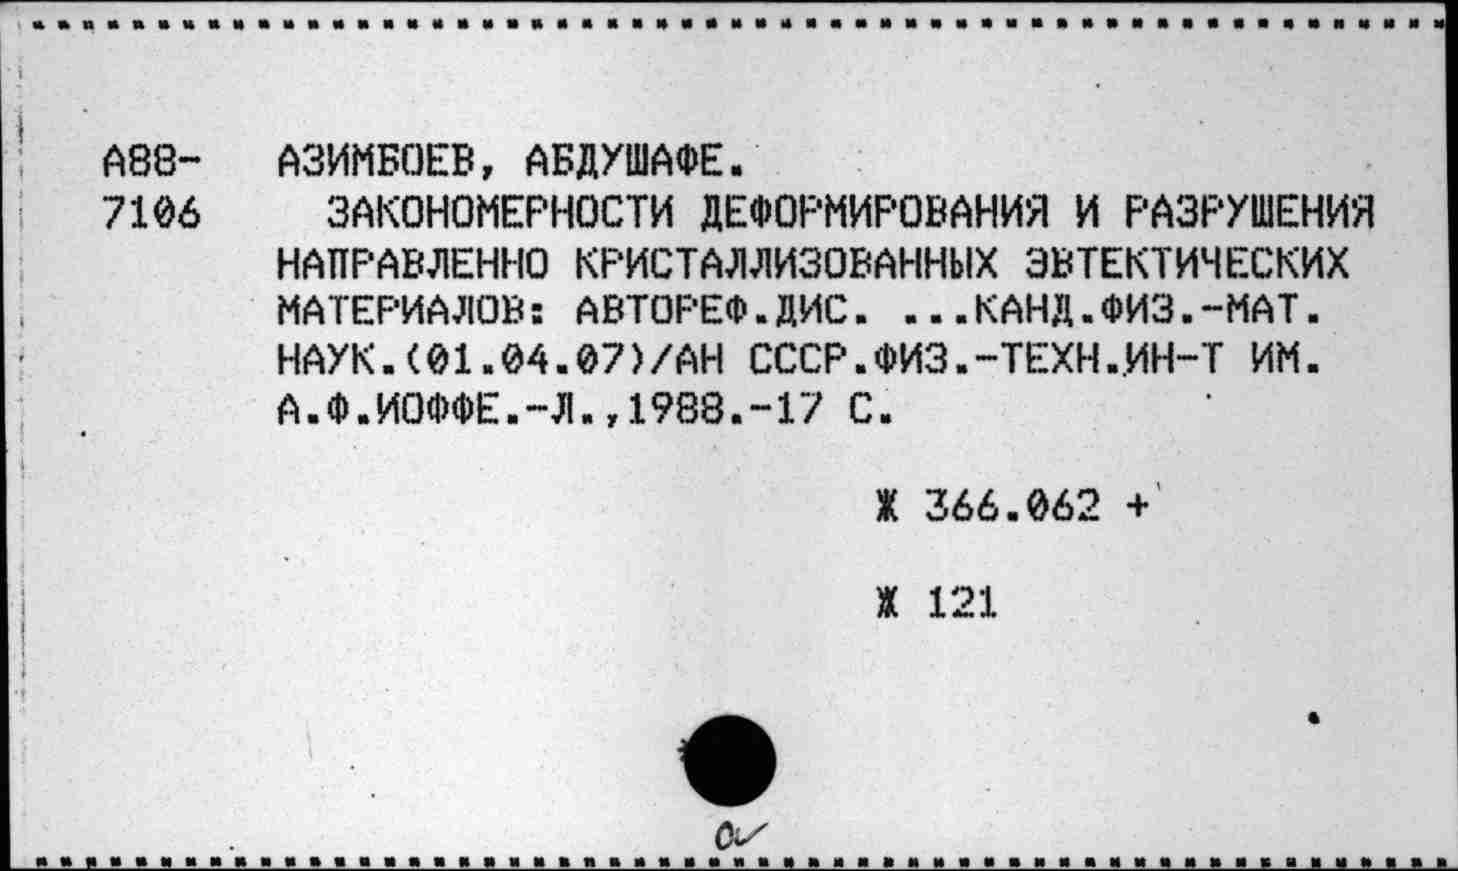 А88- АЗИМБОЕВ, АБДУШАФЕ.
7106 ЗАКОНОМЕРНОСТИ ДЕФОРМИРОВАНИЯ И РАЗРУШЕНИЯ
НАПРАВЛЕННО КРИСТАЛЛИЗОВАННЫХ ЭВТЕКТИЧЕСКИХ
МАТЕРИАЛОВ: АВТОРЕФ.ДИС. ...КАНД.ФИЗ.-МАТ.
НАУК.(01.04.07)/АН СССР.ФИЗ.-ТЕХН.ИН-Т ИМ.
А.Ф.ИОФФЕ.-Л.,1988.-17 С.
Ж 366.062 +
Ж 121